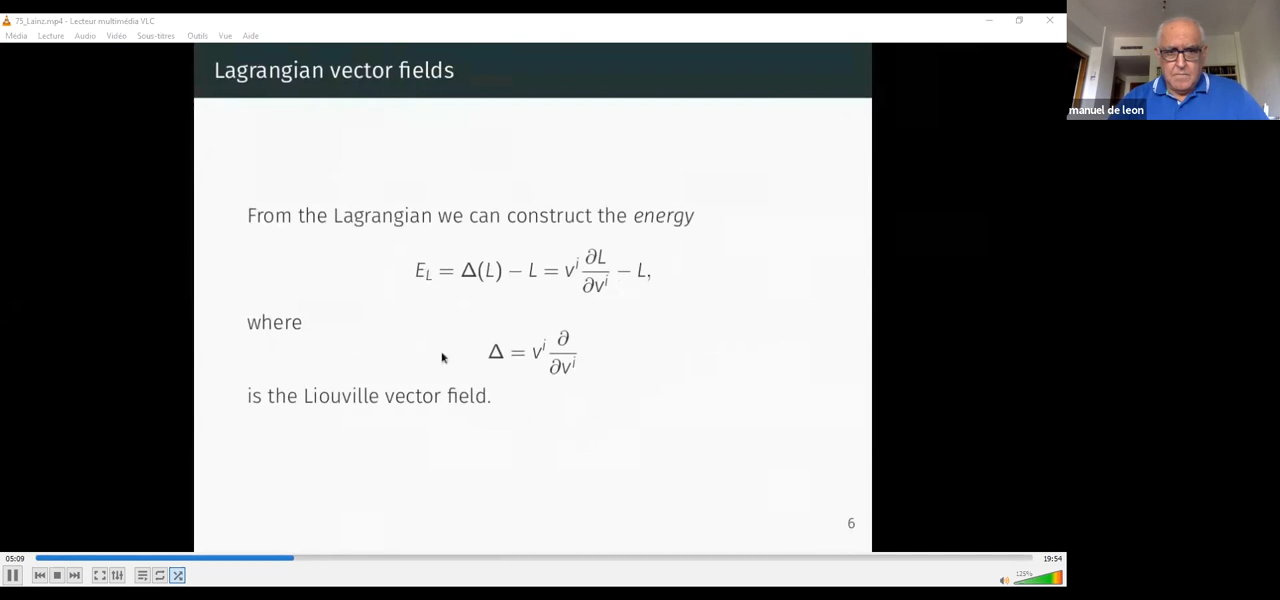 75_Lainz.mp4 - Lecteur multimédia VLC
Média Lecture Audio Vidéo Sous-titres Outils Vue Aide
manuel de leon
Lagrangian vector fields
From the Lagrangian we can construct the energy
E_L = Δ(L) − L = v^i ∂L/∂v^i − L,
where
Δ = v^i ∂/∂v^i
is the Liouville vector field.
6
05:09
19:54
125%